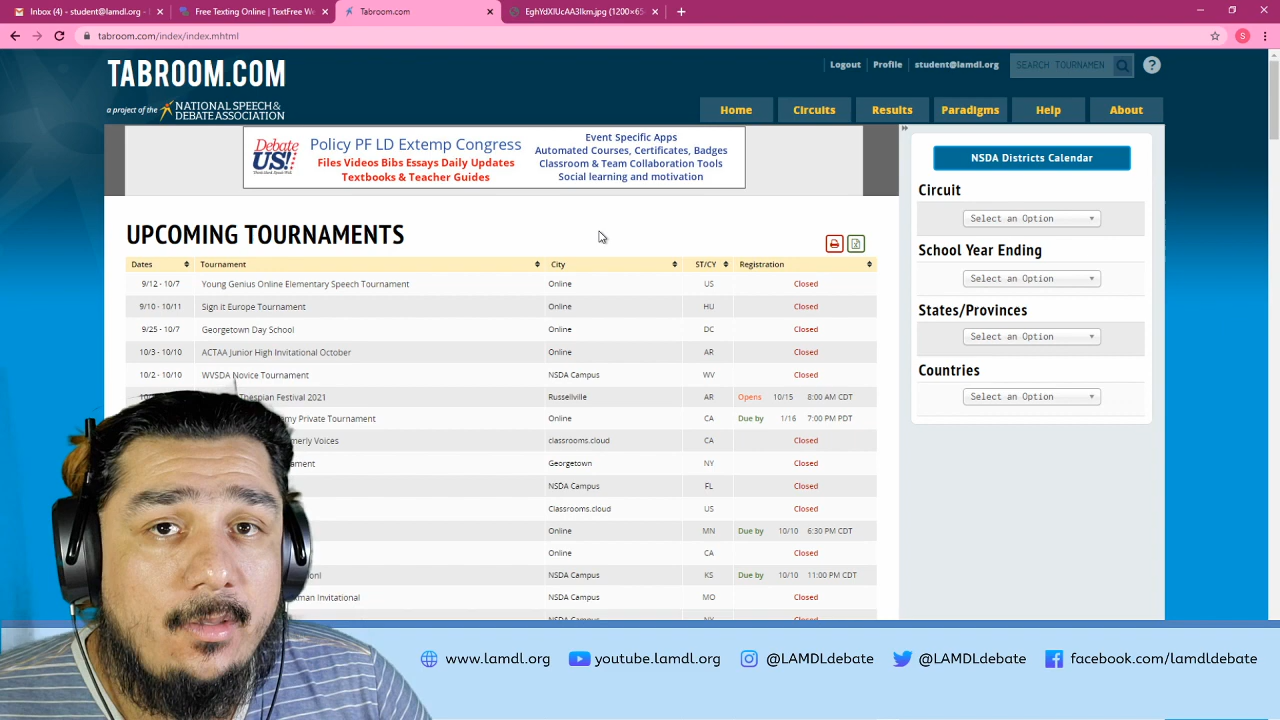 Inbox (4) - student@lamdl.org -
Free Texting Online | TextFree We
Tabroom.com
EghYdXlUcAA3Ikm.jpg (1200×65
tabroom.com/index/index.mhtml
S
TABROOM.COM
a project of the NATIONAL SPEECH & DEBATE ASSOCIATION
Logout Profile student@lamdl.org SEARCH TOURNAMEN ?
Home Circuits Results Paradigms Help About
Debate US!
Policy PF LD Extemp Congress
Files Videos Bibs Essays Daily Updates
Textbooks & Teacher Guides
Event Specific Apps
Automated Courses, Certificates, Badges
Classroom & Team Collaboration Tools
Social learning and motivation
UPCOMING TOURNAMENTS
Dates Tournament City ST/CY Registration
9/12 - 10/7 Young Genius Online Elementary Speech Tournament Online US Closed
9/10 - 10/11 Sign it Europe Tournament Online HU Closed
9/25 - 10/7 Georgetown Day School Online DC Closed
10/3 - 10/10 ACTAA Junior High Invitational October Online AR Closed
10/2 - 10/10 WVSDA Novice Tournament NSDA Campus WV Closed
Thespian Festival 2021 Russellville AR Opens 10/15 8:00 AM CDT
Private Tournament Online CA Due by 1/16 7:00 PM PDT
Voices classrooms.cloud CA Closed
Georgetown NY Closed
NSDA Campus FL Closed
Classrooms.cloud US Closed
Online MN Due by 10/10 6:30 PM CDT
Online CA Closed
NSDA Campus KS Due by 10/10 11:00 PM CDT
Invitational NSDA Campus MO Closed
NSDA Campus NY Closed
NSDA Districts Calendar
Circuit
Select an Option
School Year Ending
Select an Option
States/Provinces
Select an Option
Countries
Select an Option
www.lamdl.org youtube.lamdl.org @LAMDLdebate @LAMDLdebate facebook.com/lamdldebate